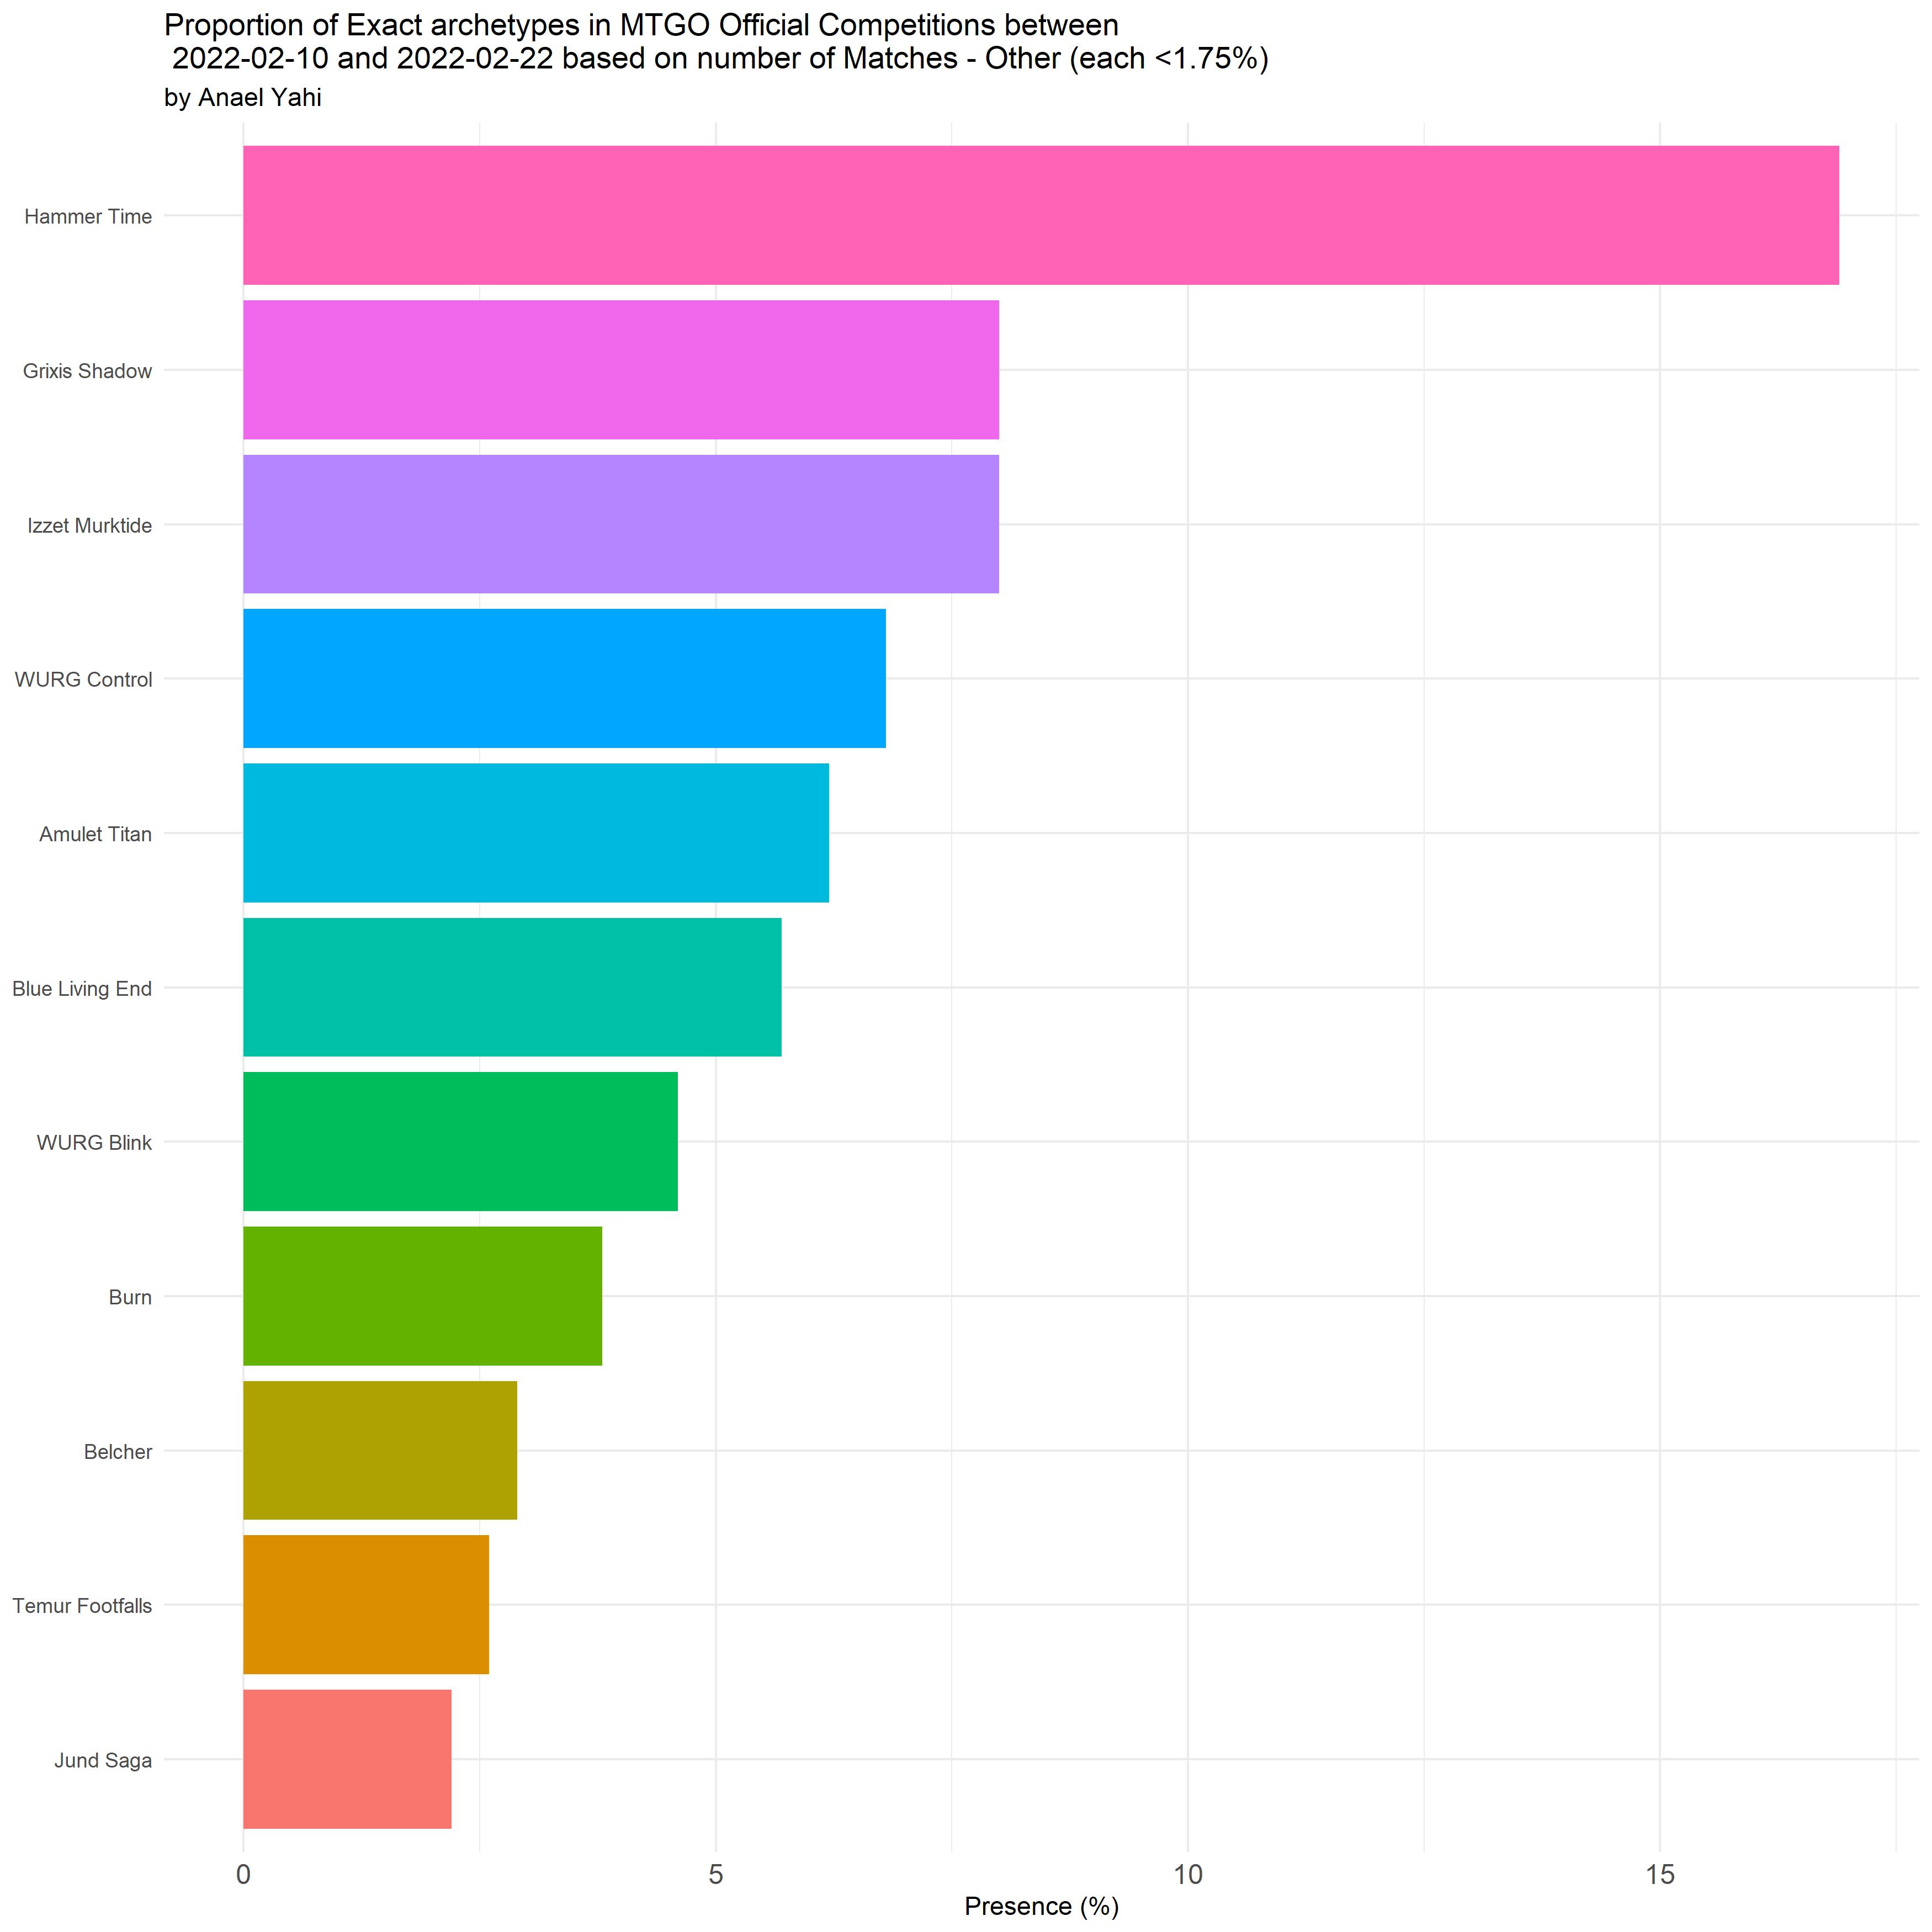 Proportion of Exact archetypes in MTGO Official Competitions between
2022-02-10 and 2022-02-22 based on number of Matches - Other (each <1.75%)
by Anael Yahi
Hammer Time
Grixis Shadow
Izzet Murktide
WURG Control
Amulet Titan
Blue Living End
WURG Blink
Burn
Belcher
Temur Footfalls
Jund Saga
0 5 10 15
Presence (%)